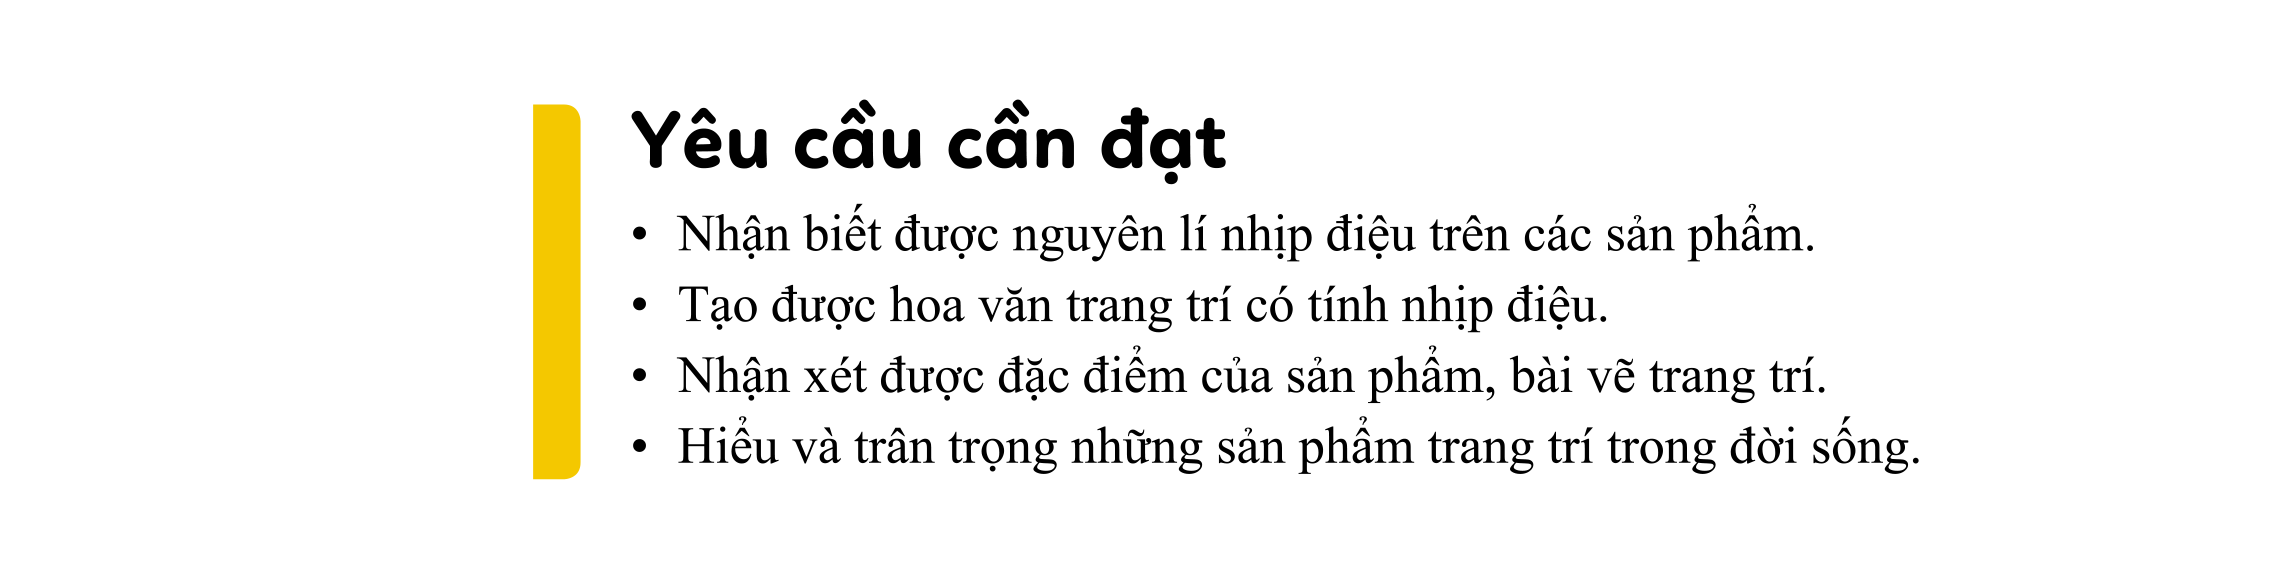 Yêu cầu cần đạt
• Nhận biết được nguyên lí nhịp điệu trên các sản phẩm.
• Tạo được hoa văn trang trí có tính nhịp điệu.
• Nhận xét được đặc điểm của sản phẩm, bài vẽ trang trí.
• Hiểu và trân trọng những sản phẩm trang trí trong đời sống.